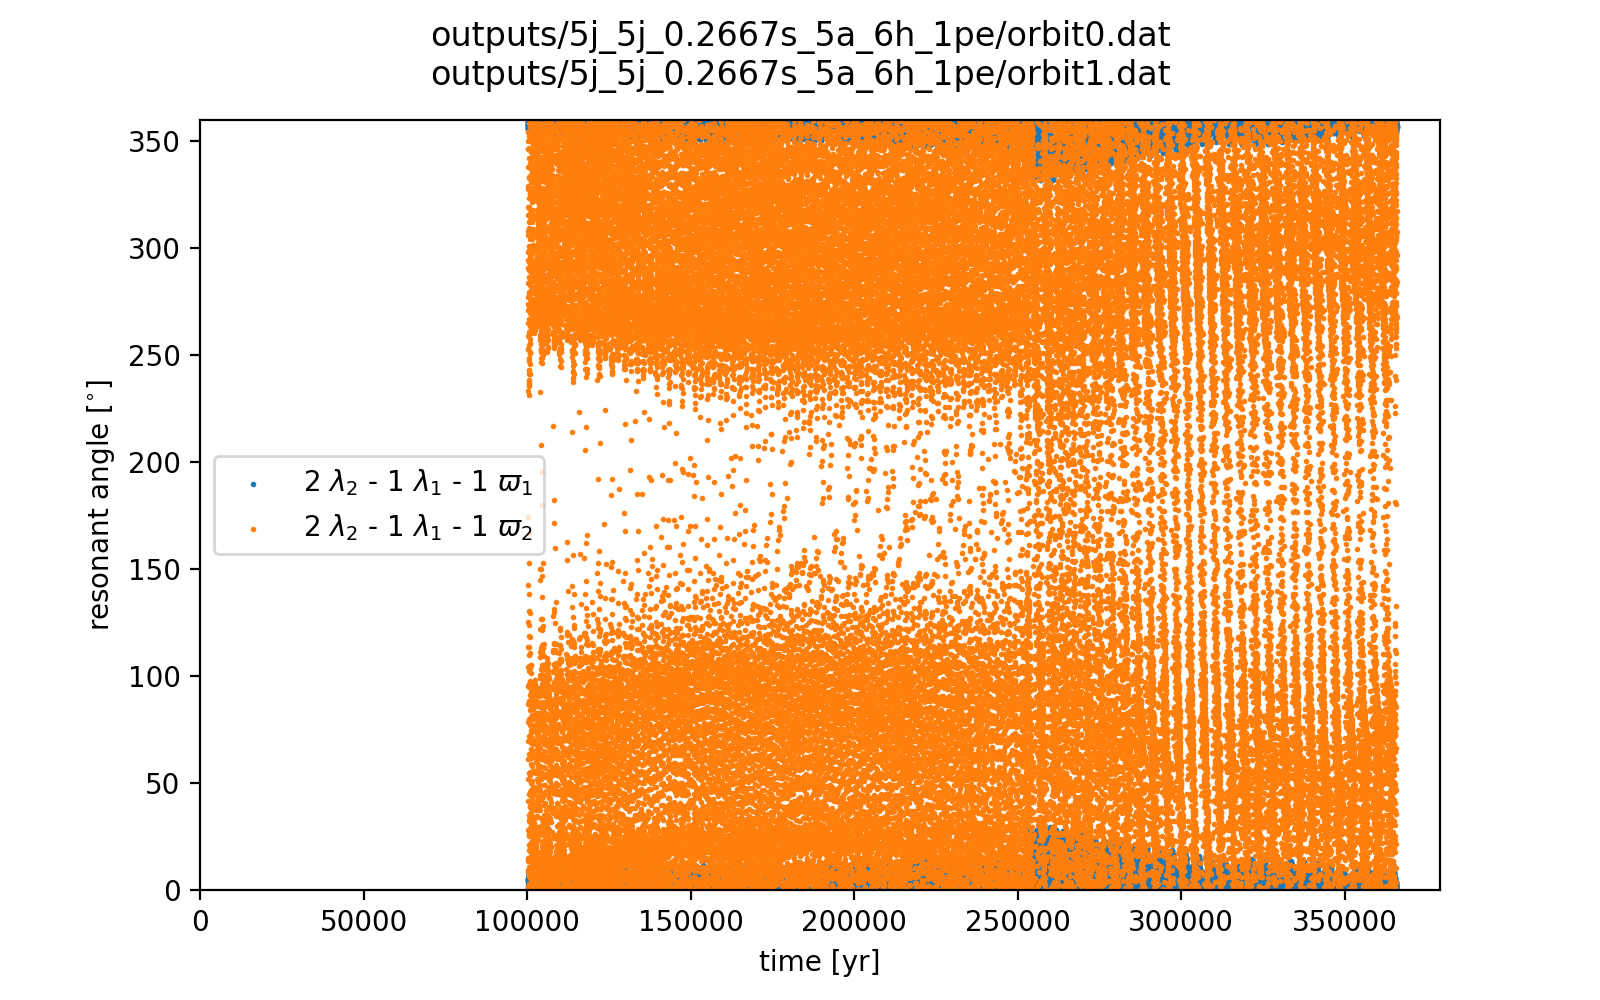 outputs/5j_5j_0.2667s_5a_6h_1pe/orbit0.dat
outputs/5j_5j_0.2667s_5a_6h_1pe/orbit1.dat
350
300
250
200
150
100
50
0
resonant angle [°]
2 λ₂ - 1 λ₁ - 1 ϖ₁
2 λ₂ - 1 λ₁ - 1 ϖ₂
0 50000 100000 150000 200000 250000 300000 350000
time [yr]